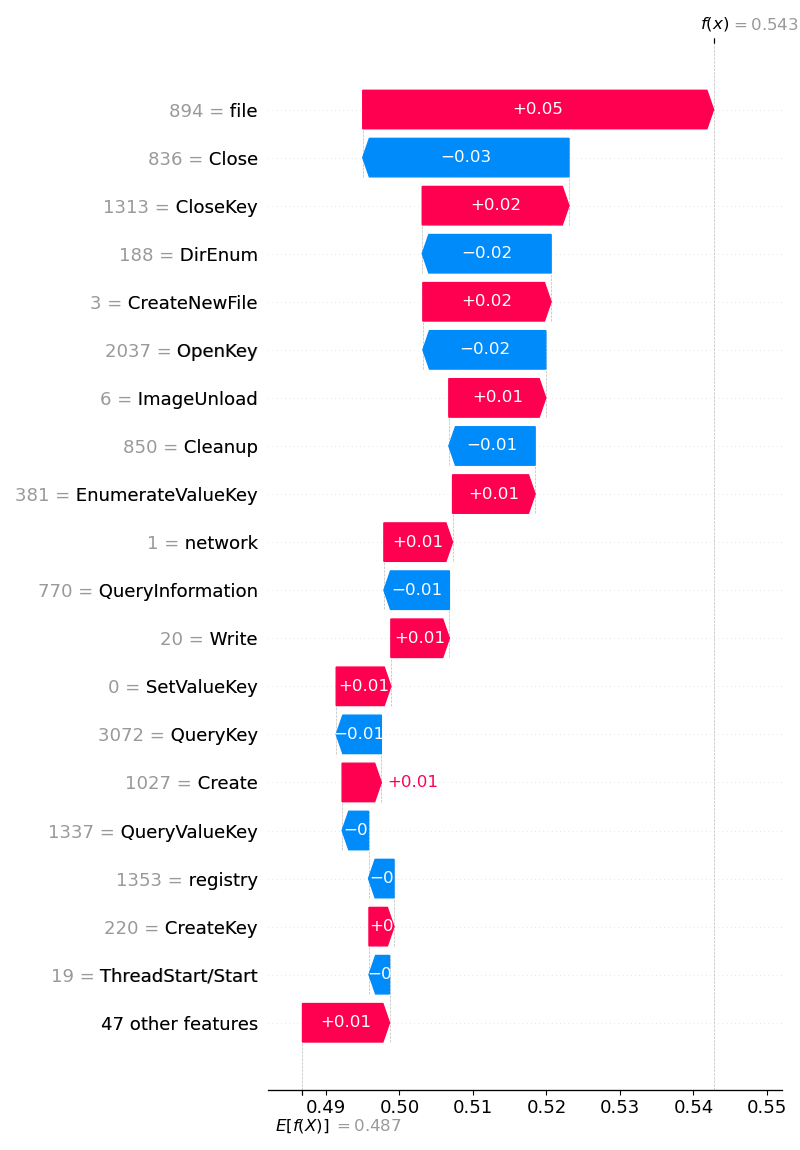 f(x) = 0.543
894 = file +0.05
836 = Close −0.03
1313 = CloseKey +0.02
188 = DirEnum −0.02
3 = CreateNewFile +0.02
2037 = OpenKey −0.02
6 = ImageUnload +0.01
850 = Cleanup −0.01
381 = EnumerateValueKey +0.01
1 = network +0.01
770 = QueryInformation −0.01
20 = Write +0.01
0 = SetValueKey +0.01
3072 = QueryKey −0.01
1027 = Create +0.01
1337 = QueryValueKey −0
1353 = registry −0
220 = CreateKey +0
19 = ThreadStart/Start −0
47 other features +0.01
0.49 0.50 0.51 0.52 0.53 0.54 0.55
E[f(X)] = 0.487